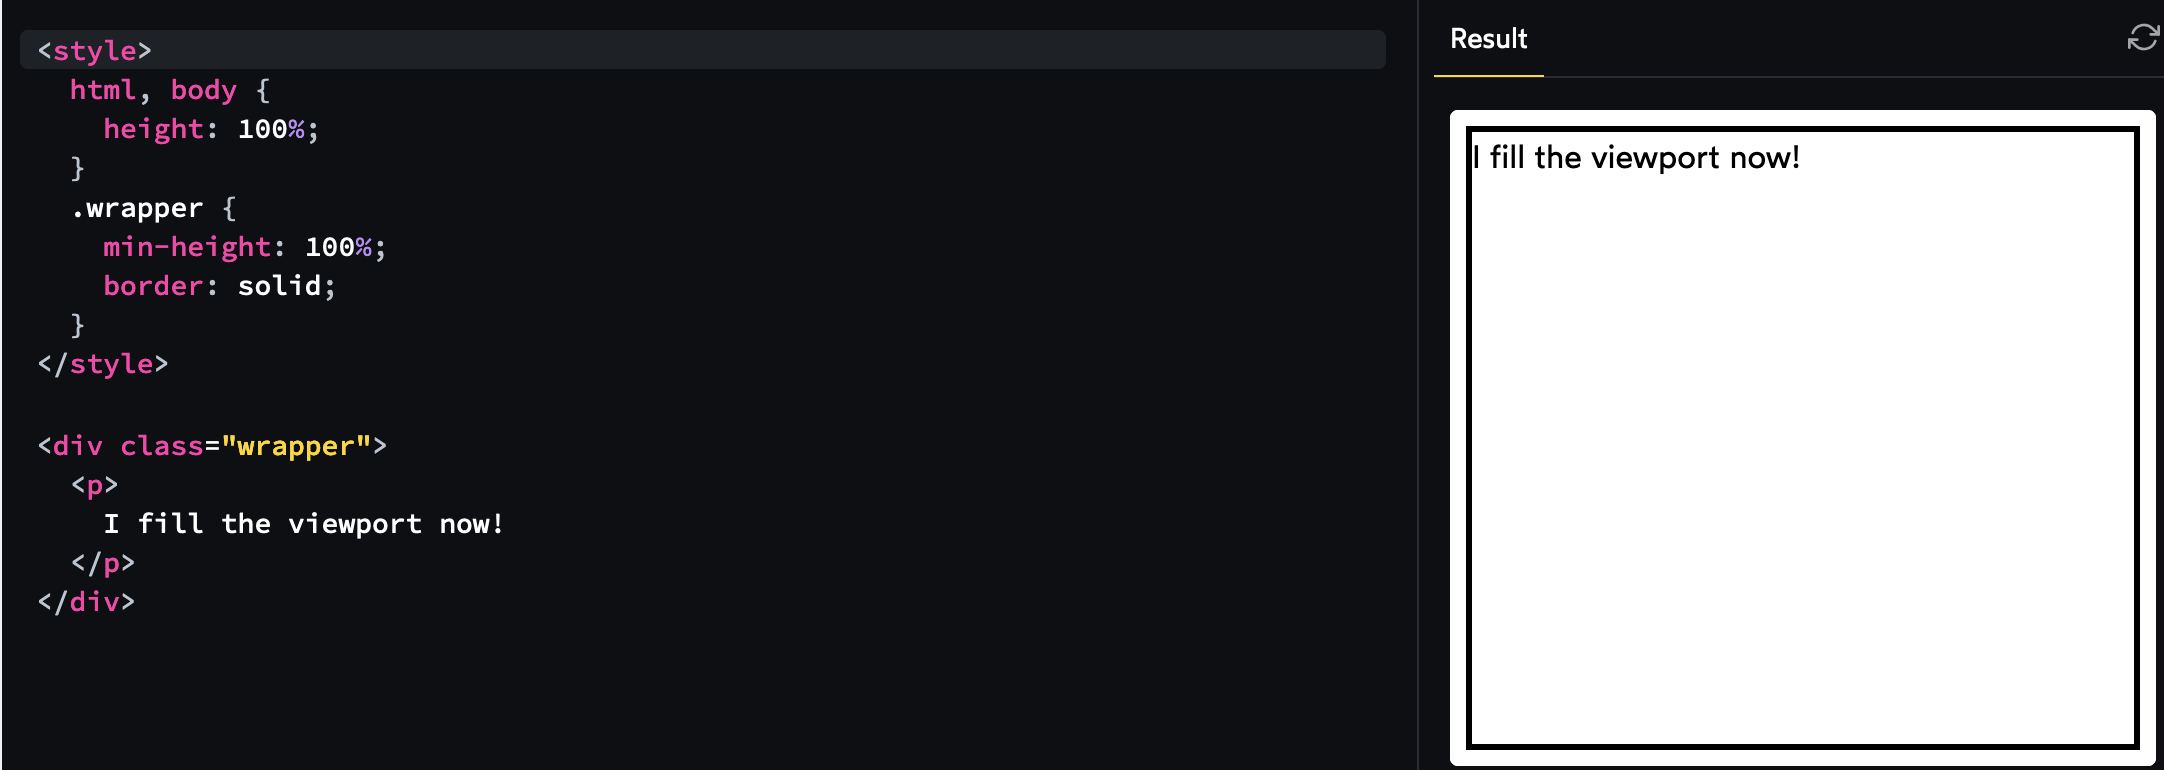 <style>
html, body {
height: 100%;
}
.wrapper {
min-height: 100%;
border: solid;
}
</style>
<div class="wrapper">
<p>
I fill the viewport now!
</p>
</div>
Result
I fill the viewport now!